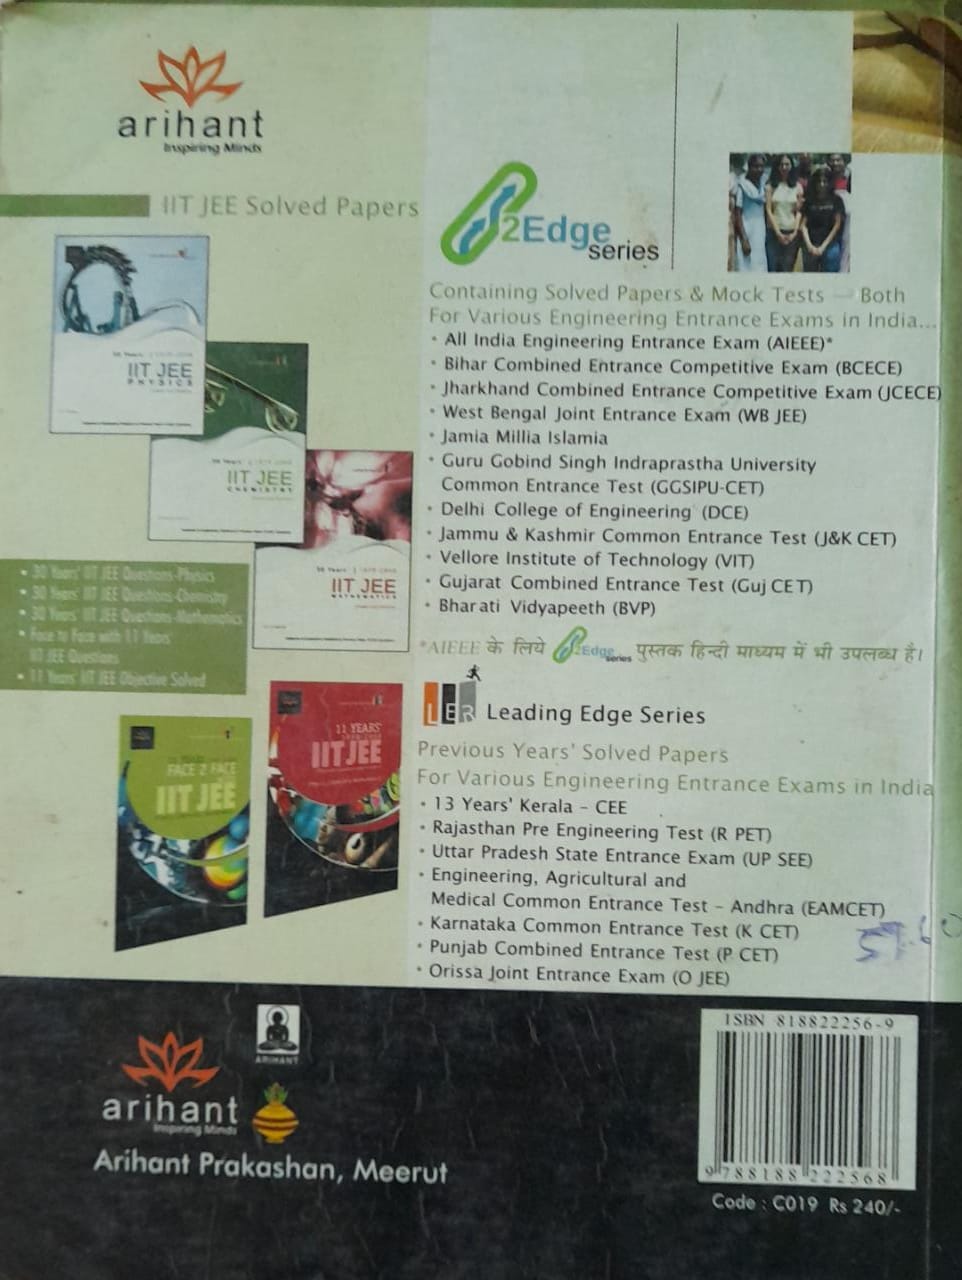 arihant
Inspiring Minds
IIT JEE Solved Papers
IIT JEE
PHYSICS
IIT JEE
CHEMISTRY
IIT JEE
MATHEMATICS
• 30 Years' IIT JEE Questions-Physics
• 30 Years' IIT JEE Questions-Chemistry
• 30 Years' IIT JEE Questions-Mathematics
• Face to Face with 11 Years'
IIT JEE Questions
• 11 Years' IIT JEE Objective Solved
FACE 2 FACE
IIT JEE
11 YEARS'
IIT JEE
2Edge
series
Containing Solved Papers & Mock Tests — Both
For Various Engineering Entrance Exams in India...
• All India Engineering Entrance Exam (AIEEE)*
• Bihar Combined Entrance Competitive Exam (BCECE)
• Jharkhand Combined Entrance Competitive Exam (JCECE)
• West Bengal Joint Entrance Exam (WB JEE)
• Jamia Millia Islamia
• Guru Gobind Singh Indraprastha University
Common Entrance Test (GGSIPU-CET)
• Delhi College of Engineering (DCE)
• Jammu & Kashmir Common Entrance Test (J&K CET)
• Vellore Institute of Technology (VIT)
• Gujarat Combined Entrance Test (Guj CET)
• Bharati Vidyapeeth (BVP)
*AIEEE के लिये 2Edge series पुस्तक हिन्दी माध्यम में भी उपलब्ध है।
LER Leading Edge Series
Previous Years' Solved Papers
For Various Engineering Entrance Exams in India
• 13 Years' Kerala - CEE
• Rajasthan Pre Engineering Test (R PET)
• Uttar Pradesh State Entrance Exam (UP SEE)
• Engineering, Agricultural and
Medical Common Entrance Test - Andhra (EAMCET)
• Karnataka Common Entrance Test (K CET)
• Punjab Combined Entrance Test (P CET)
• Orissa Joint Entrance Exam (O JEE)
arihant
Inspiring Minds
ARIHANT
Arihant Prakashan, Meerut
ISBN 818822256-9
9 788188 222568
Code : C019 Rs 240/-